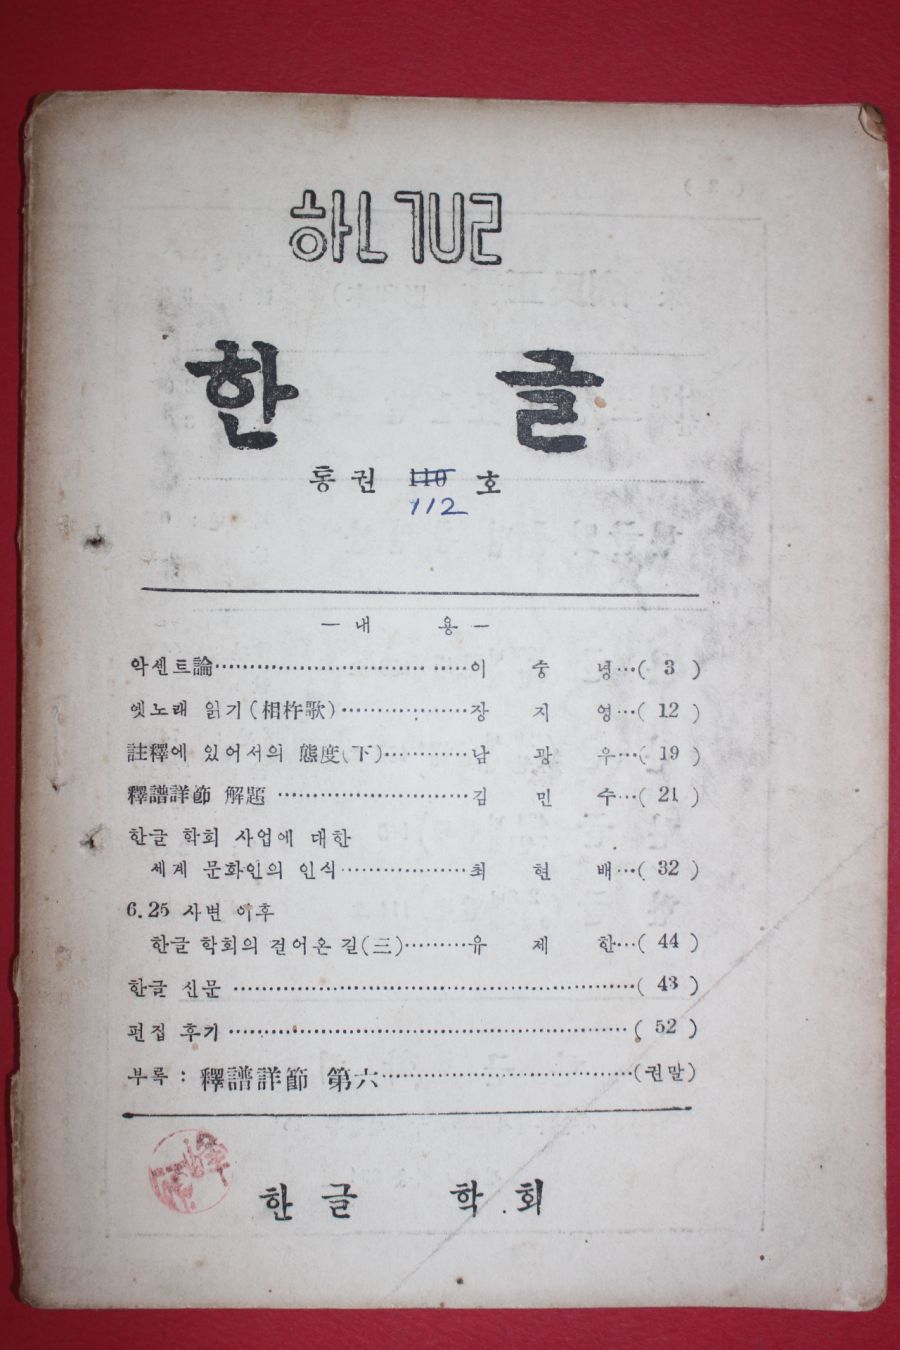 하ㄴㄱㅡㄹ
한 글
통권 110 호
112
— 내 용 —
악센트論……………………………… 이 숭 녕…( 3 )
옛노래 읽기(相杵歌)………………장 지 영…( 12 )
註釋에 있어서의 態度(下)…………남 광 우…( 19 )
釋譜詳節 解題 ………………………김 민 수…( 21 )
한글 학회 사업에 대한
세계 문화인의 인식………………최 현 배…( 32 )
6.25 사변 이후
한글 학회의 걸어온 길(三)………유 제 한…( 44 )
한글 신문 ……………………………………………( 43 )
편집 후기 ……………………………………………( 52 )
부록 : 釋譜詳節 第六………………………………(권말)
한글 학회